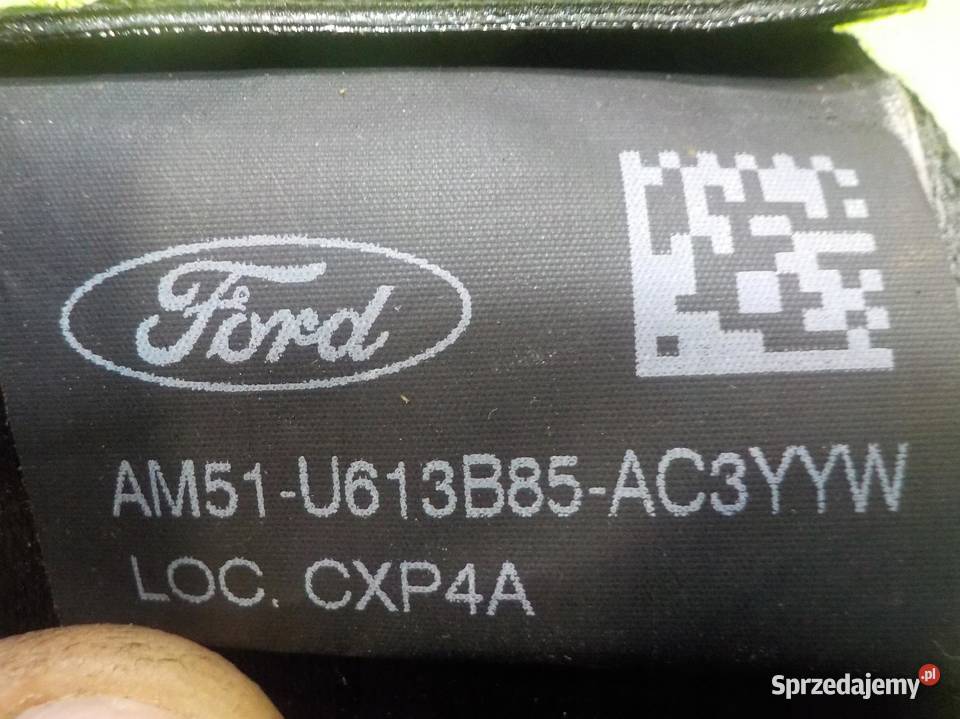 Ford
AM51-U613B85-AC3YYW
LOC. CXP4A
Sprzedajemy.pl